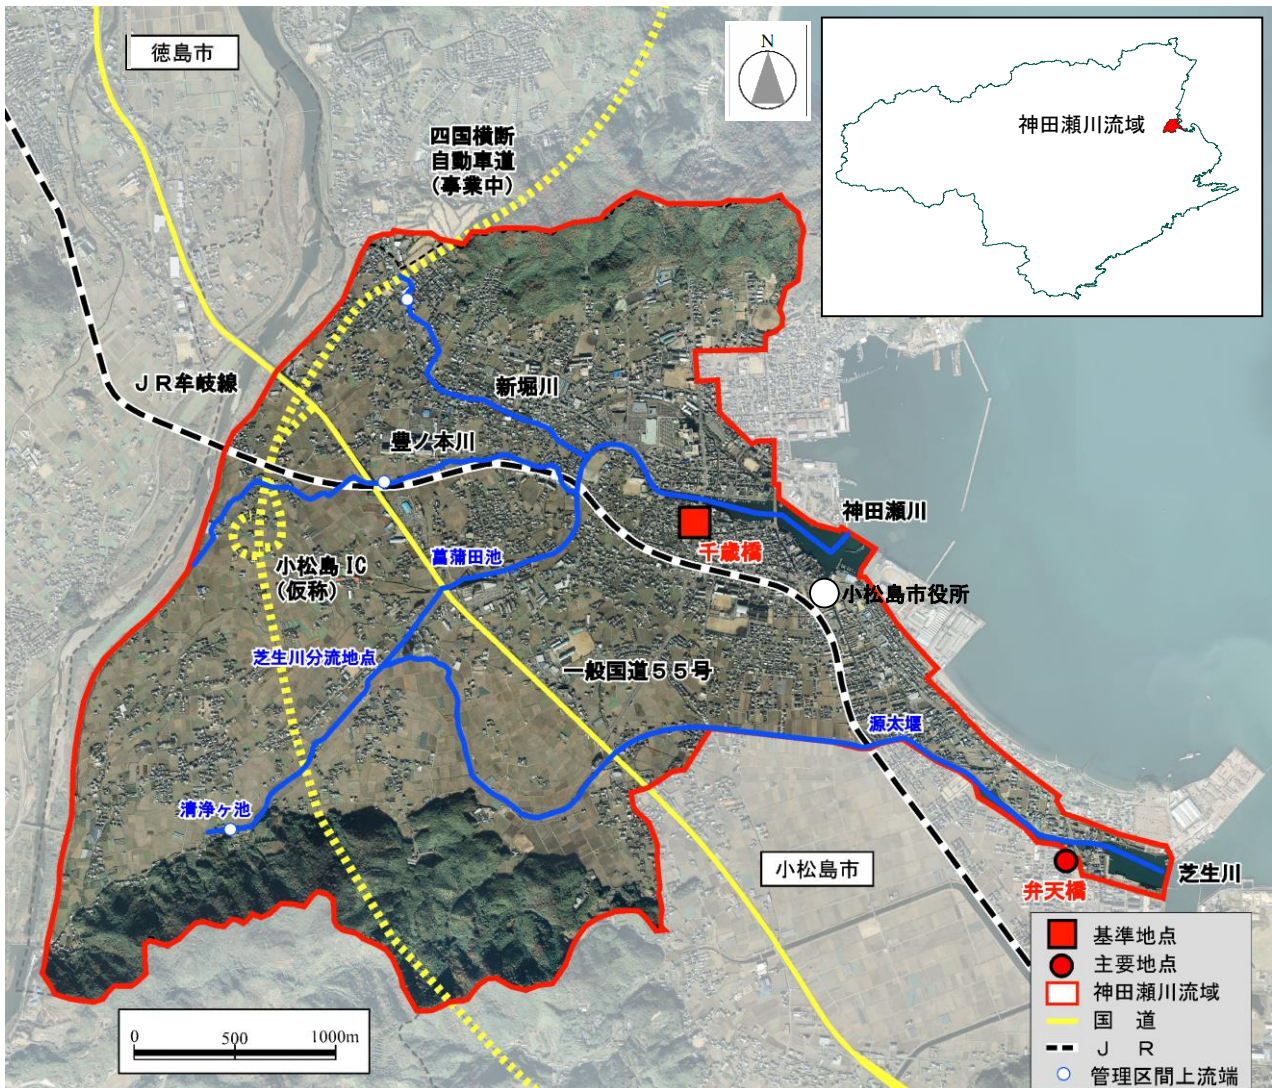 徳島市
N
神田瀬川流域
四国横断
自動車道
(事業中)
JR牟岐線
新堀川
豊ノ本川
神田瀬川
千歳橋
菖蒲田池
小松島IC
(仮称)
小松島市役所
芝生川分流地点
一般国道55号
源太堰
清浄ヶ池
小松島市
芝生川
弁天橋
基準地点
主要地点
神田瀬川流域
国 道
J R
管理区間上流端
0 500 1000m